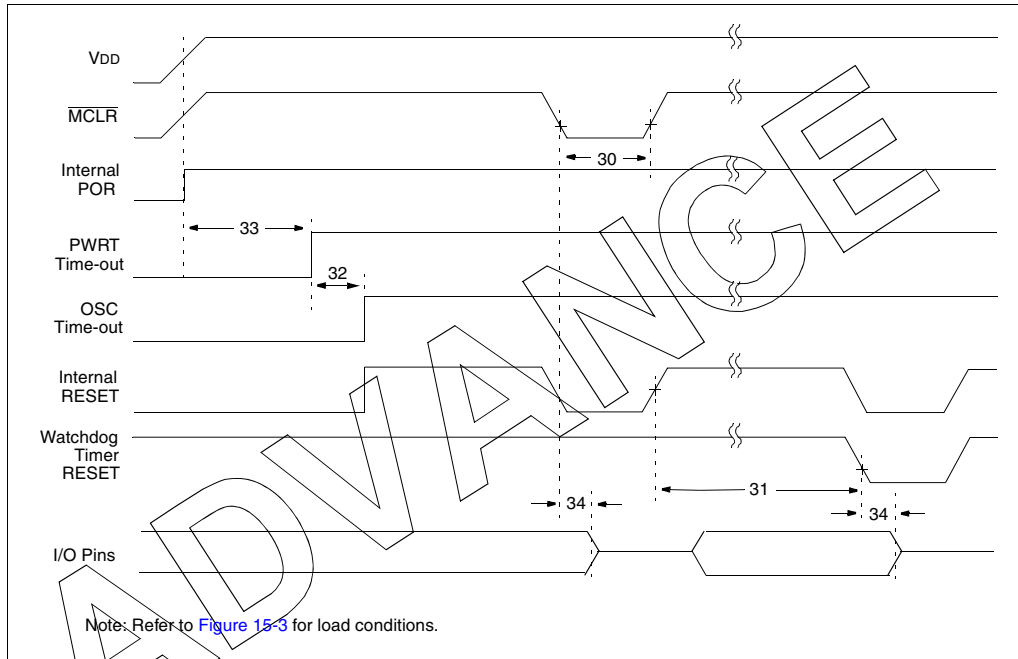 VDD
MCLR
Internal
POR
30
33
PWRT
Time-out
32
OSC
Time-out
Internal
RESET
Watchdog
Timer
RESET
31
34
34
I/O Pins
Note: Refer to Figure 15-3 for load conditions.
ADVANCE